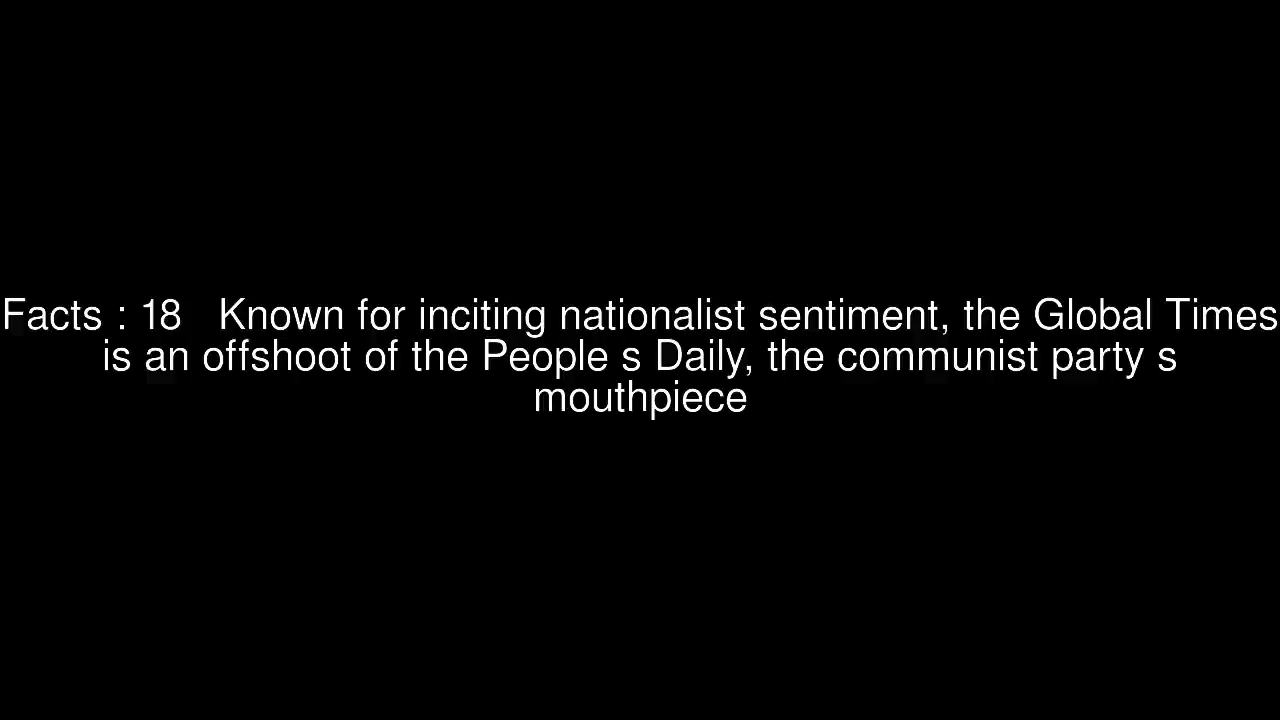 Facts : 18 Known for inciting nationalist sentiment, the Global Times
is an offshoot of the People s Daily, the communist party s
mouthpiece